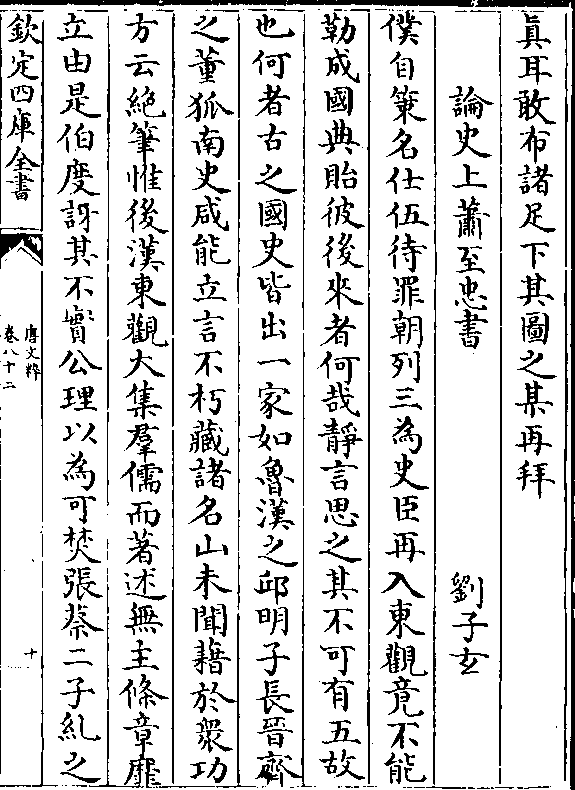 真耳敢布諸足下其圖之某再拜
論史上蕭至忠書 劉子玄
僕自䇿名仕伍待罪朝列三為史臣再入東觀竟不能
勒成國典貽彼後來者何哉靜言思之其不可有五故
也何者古之國史皆出一家如魯漢之邱明子長晉齊
之董狐南史咸能立言不朽藏諸名山未聞藉於衆功
方云絶筆惟後漢東觀大集羣儒而著述無主條章靡
立由是伯度訝其不實公理以為可焚張蔡二子糺之
欽定四庫全書
唐文粹
卷八十二
十